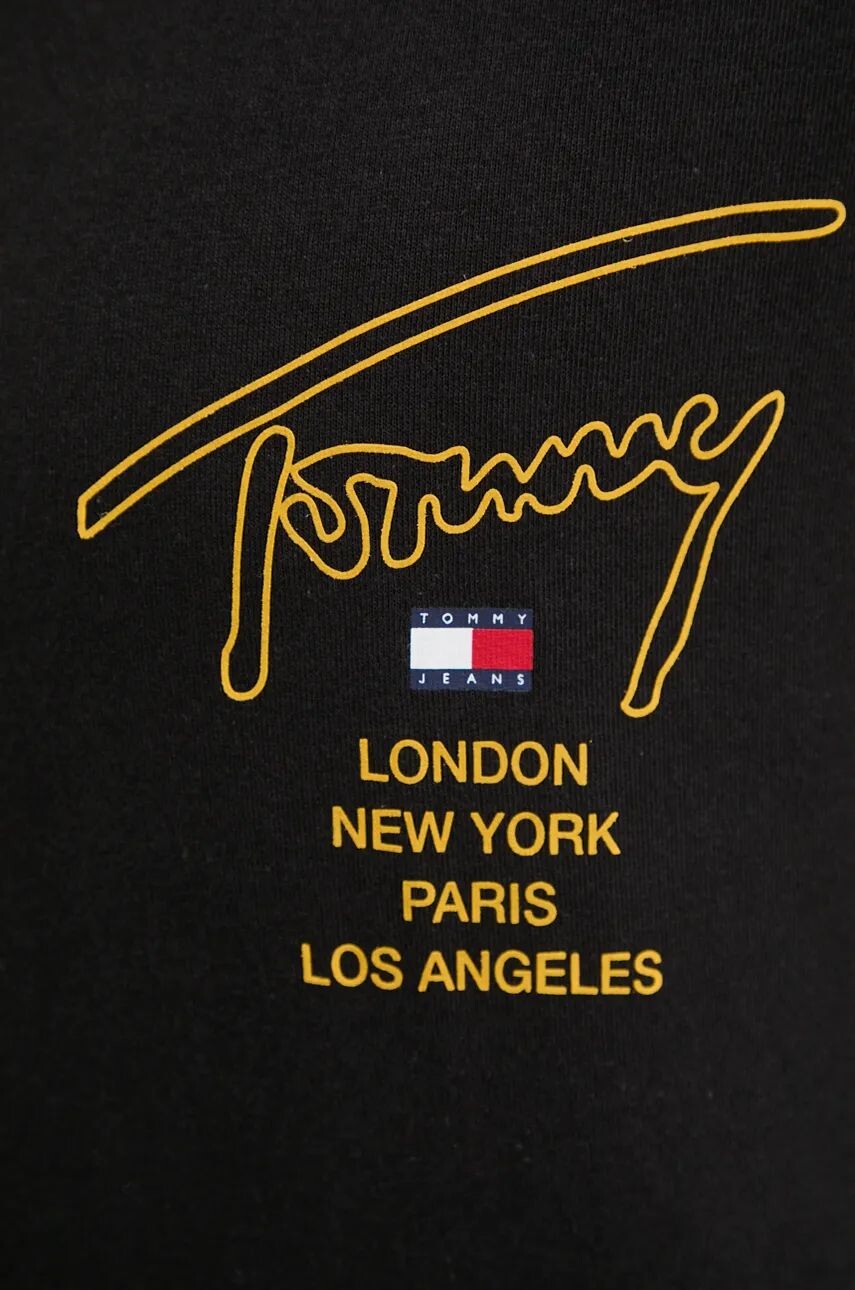 Tommy
TOMMY
JEANS
LONDON
NEW YORK
PARIS
LOS ANGELES